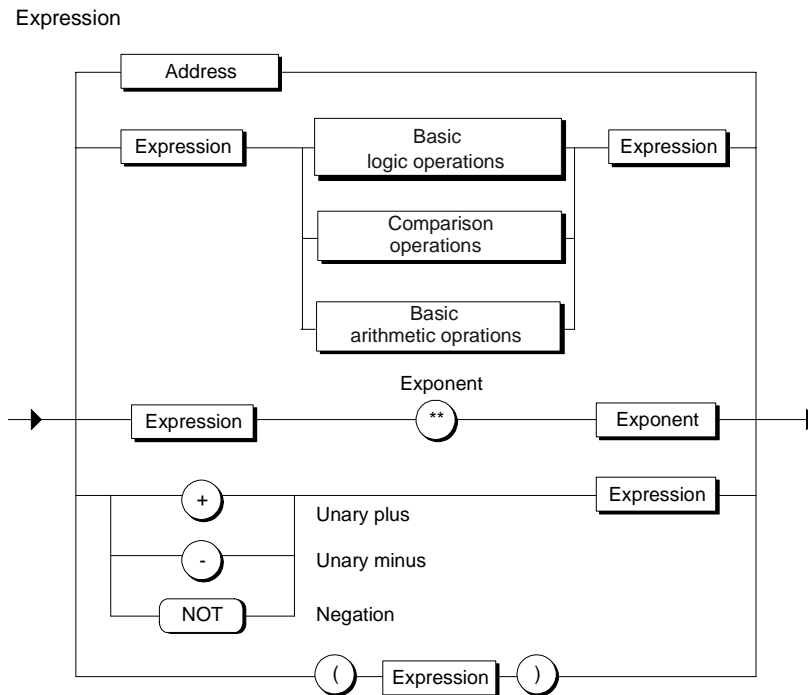 Expression
Address
Expression
Basic
logic operations
Expression
Comparison
operations
Basic
arithmetic oprations
Exponent
Expression
**
Exponent
+
Unary plus
Expression
-
Unary minus
NOT
Negation
(
Expression
)